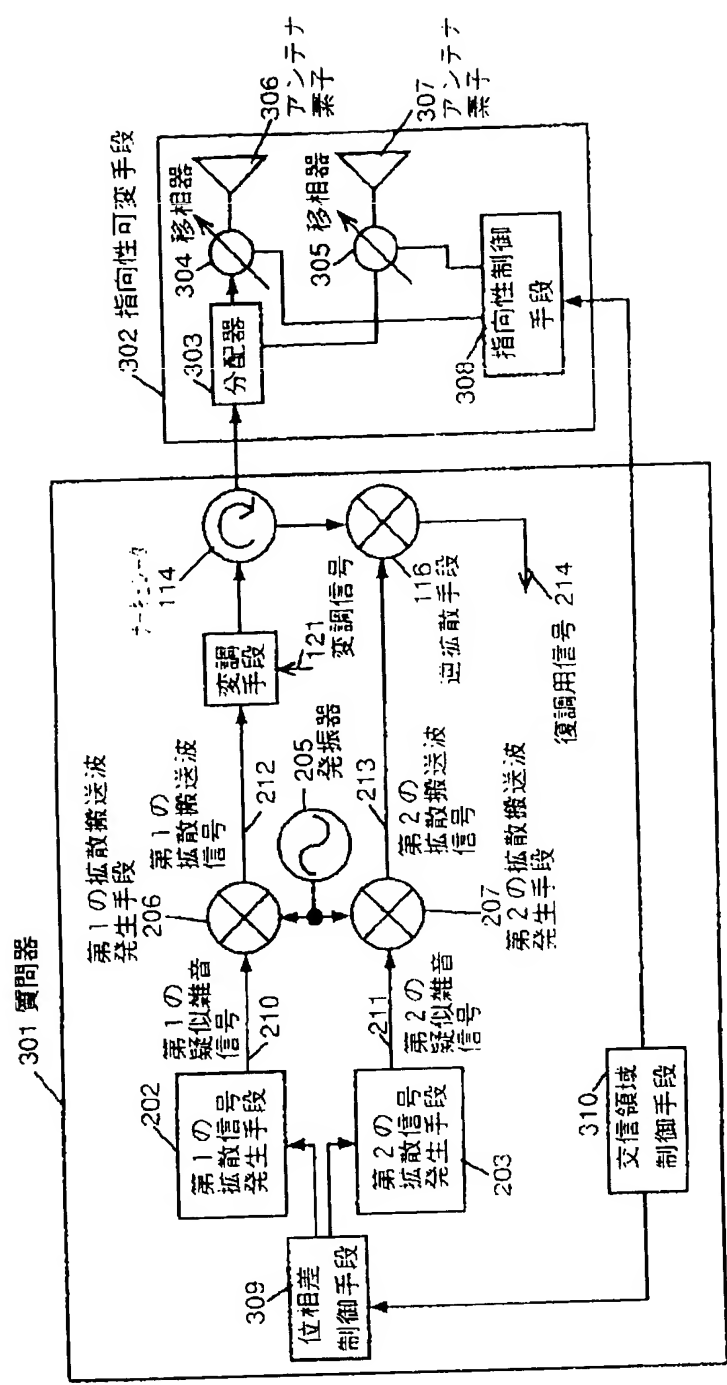 301 質問器
302 指向性可変手段
第1の拡散搬送波
発生手段
206
第1の
拡散搬送波
信号
212
サーキュレータ
114
変調
手段
121
変調信号
303
分配器
304 移相器
305 移相器
306
アンテナ
素子
307
アンテナ
素子
308
指向性制御
手段
202
第1の
拡散信号
発生手段
第1の
疑似雑音
信号
210
205
発振器
309
位相差
制御手段
第2の
拡散信号
発生手段
203
211
第2の
疑似雑音
信号
207
第2の拡散搬送波
発生手段
213
第2の
拡散搬送波
信号
116
逆拡散手段
214
復調用信号
310
交信領域
制御手段